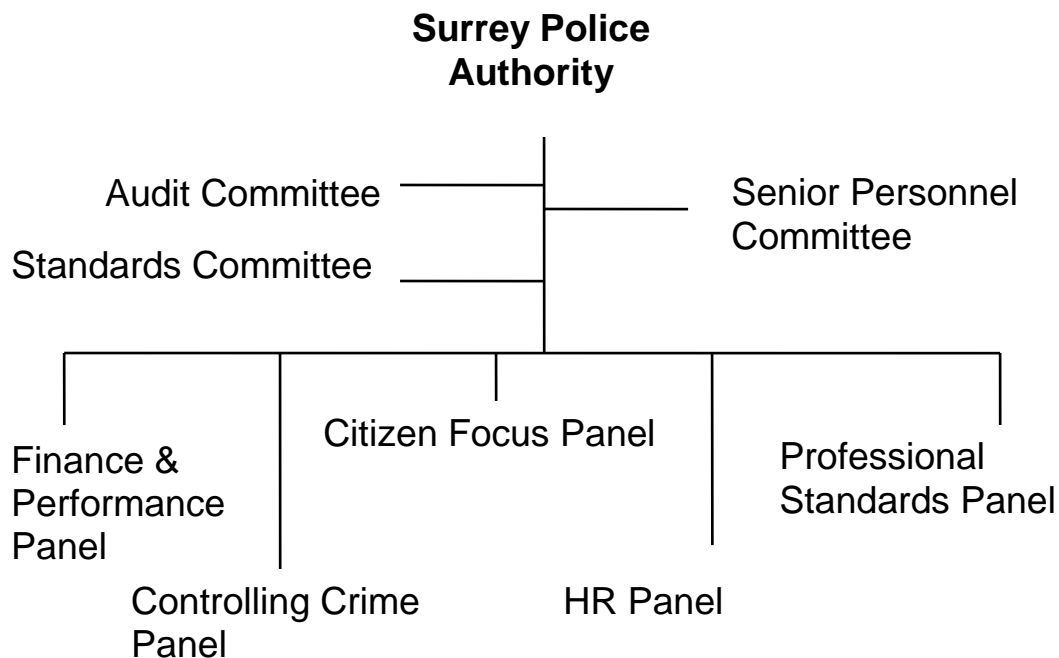 Surrey Police
Authority
Audit Committee
Senior Personnel
Committee
Standards Committee
Finance &
Performance
Panel
Controlling Crime
Panel
Citizen Focus Panel
HR Panel
Professional
Standards Panel